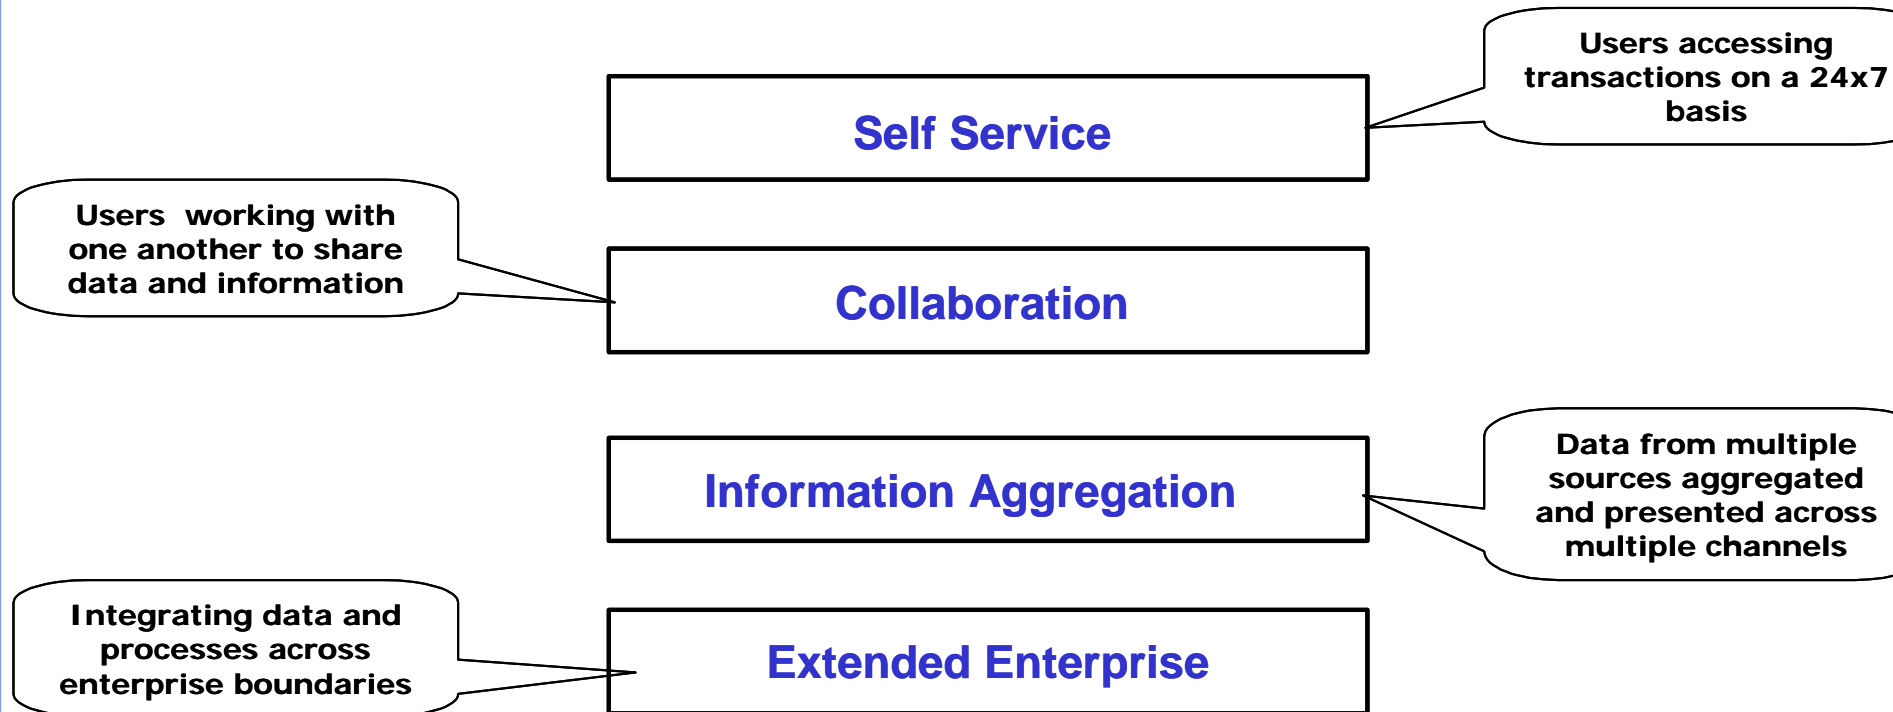 Users accessing
transactions on a 24x7
basis
Self Service
Users working with
one another to share
data and information
Collaboration
Data from multiple
sources aggregated
and presented across
multiple channels
Information Aggregation
Integrating data and
processes across
enterprise boundaries
Extended Enterprise